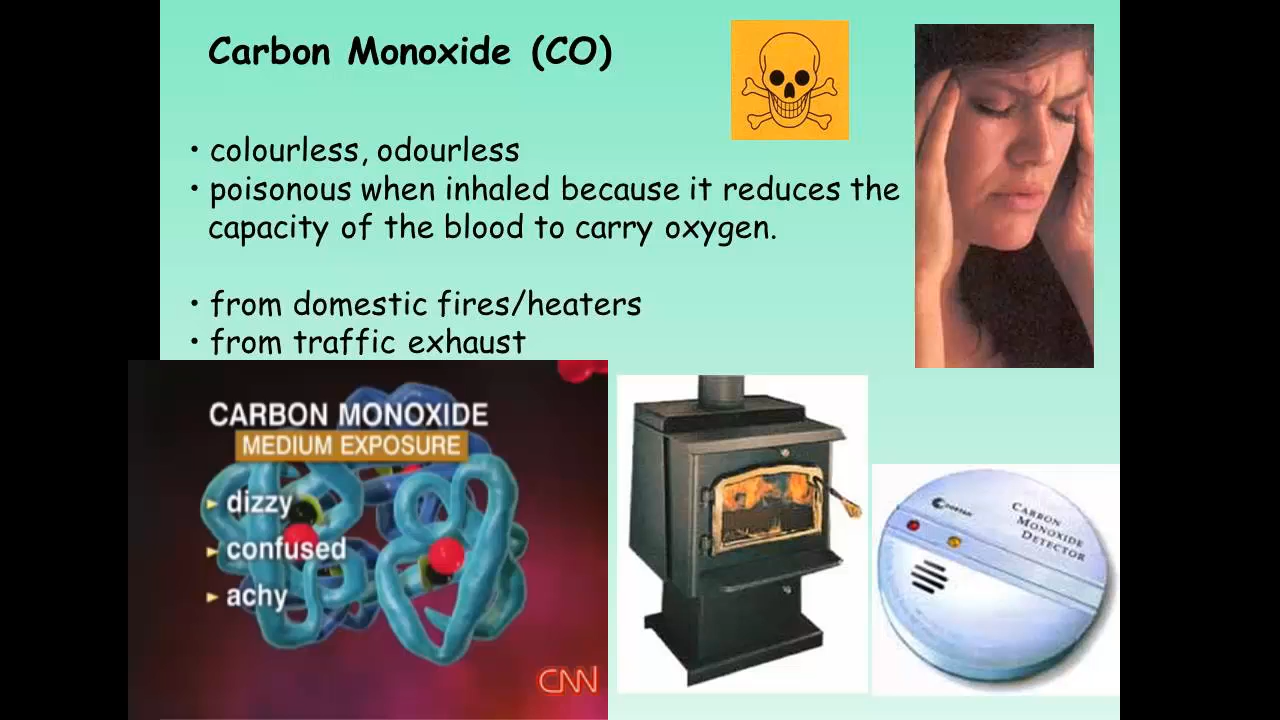 Carbon Monoxide (CO)
• colourless, odourless
• poisonous when inhaled because it reduces the
capacity of the blood to carry oxygen.
• from domestic fires/heaters
• from traffic exhaust
CARBON MONOXIDE
MEDIUM EXPOSURE
dizzy
confused
achy
CNN
CARBON
MONOXIDE
DETECTOR